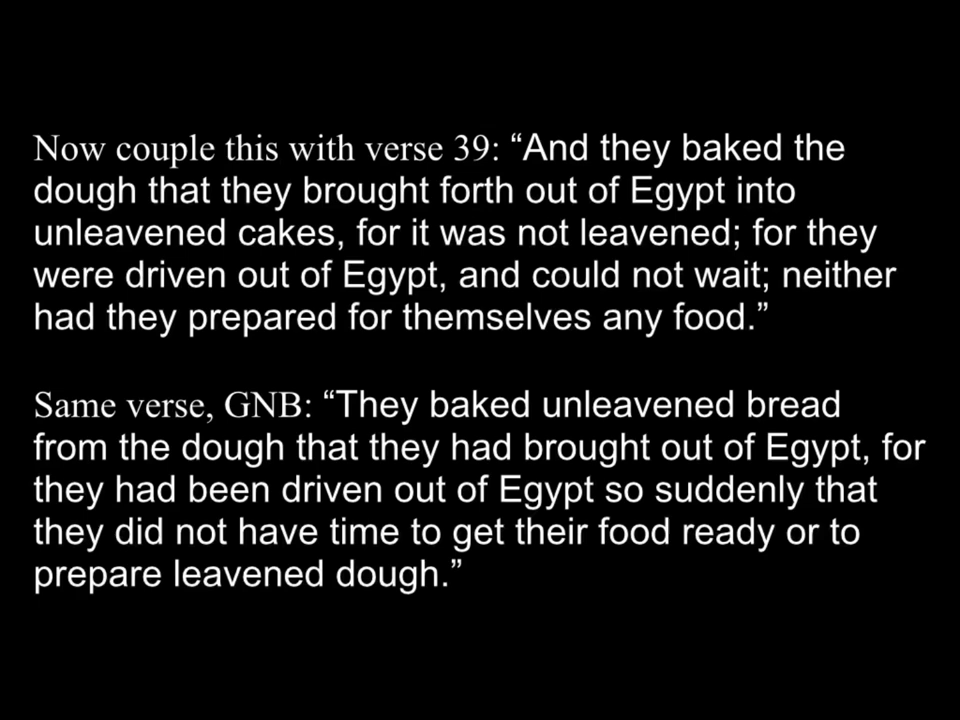 Now couple this with verse 39: “And they baked the
dough that they brought forth out of Egypt into
unleavened cakes, for it was not leavened; for they
were driven out of Egypt, and could not wait; neither
had they prepared for themselves any food.”
Same verse, GNB: “They baked unleavened bread
from the dough that they had brought out of Egypt, for
they had been driven out of Egypt so suddenly that
they did not have time to get their food ready or to
prepare leavened dough.”